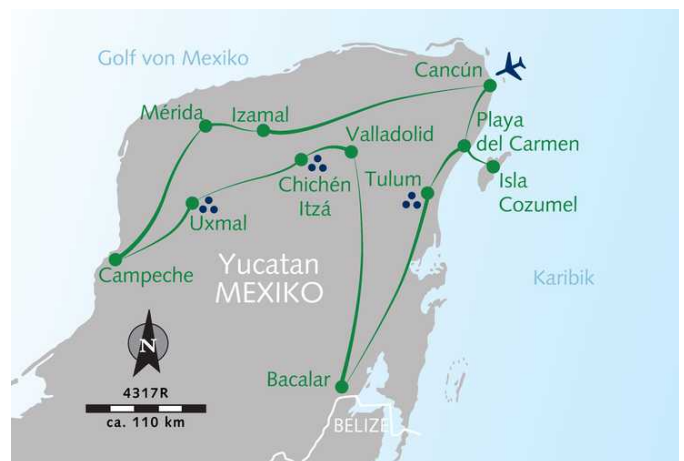 Golf von Mexiko
Cancún
Mérida
Izamal
Valladolid
Playa
del Carmen
Chichén
Itzá
Tulum
Isla
Cozumel
Uxmal
Campeche
Yucatan
MEXIKO
Karibik
N
Bacalar
4317R
ca. 110 km
BELIZE